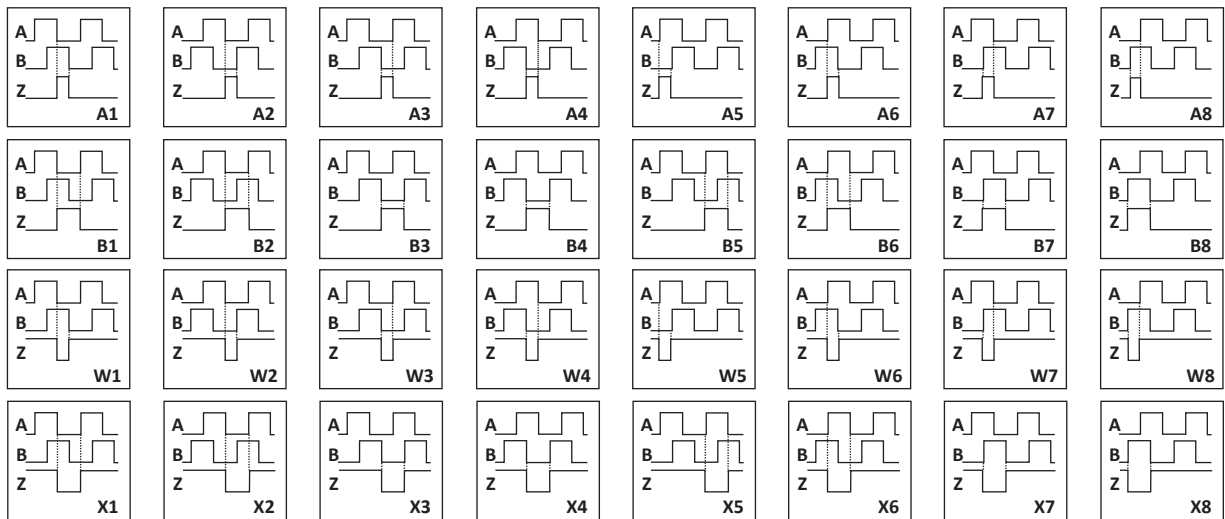 A B Z A1
A B Z A2
A B Z A3
A B Z A4
A B Z A5
A B Z A6
A B Z A7
A B Z A8
A B Z B1
A B Z B2
A B Z B3
A B Z B4
A B Z B5
A B Z B6
A B Z B7
A B Z B8
A B Z W1
A B Z W2
A B Z W3
A B Z W4
A B Z W5
A B Z W6
A B Z W7
A B Z W8
A B Z X1
A B Z X2
A B Z X3
A B Z X4
A B Z X5
A B Z X6
A B Z X7
A B Z X8